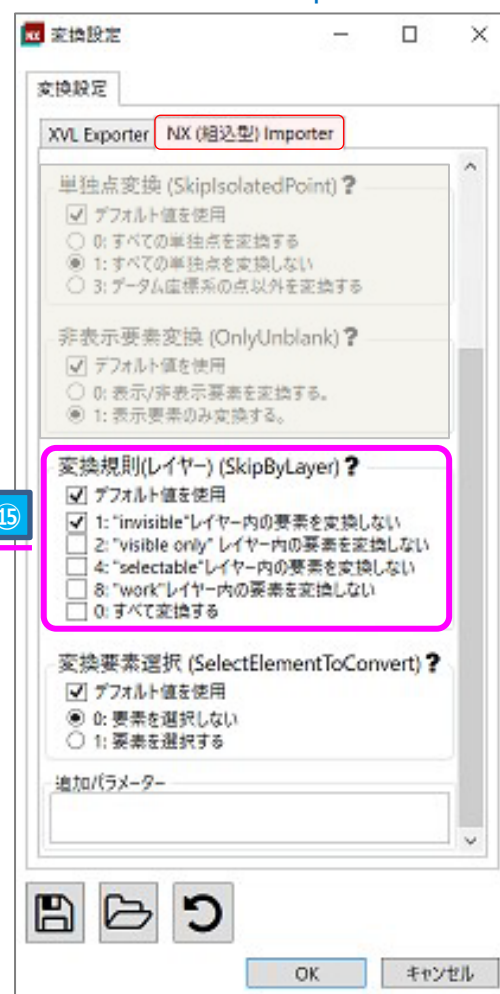 NX 変換設定
変換設定
XVL Exporter NX (組込型) Importer
単独点変換 (SkipIsolatedPoint) ?
デフォルト値を使用
0: すべての単独点を変換する
1: すべての単独点を変換しない
3: データム座標系の点以外を変換する
非表示要素変換 (OnlyUnblank) ?
デフォルト値を使用
0: 表示/非表示要素を変換する。
1: 表示要素のみ変換する。
変換規則(レイヤー) (SkipByLayer) ?
デフォルト値を使用
1: "invisible"レイヤー内の要素を変換しない
2: "visible only" レイヤー内の要素を変換しない
4: "selectable"レイヤー内の要素を変換しない
8: "work"レイヤー内の要素を変換しない
0: すべて変換する
⑮
変換要素選択 (SelectElementToConvert) ?
デフォルト値を使用
0: 要素を選択しない
1: 要素を選択する
追加パラメーター
OK キャンセル